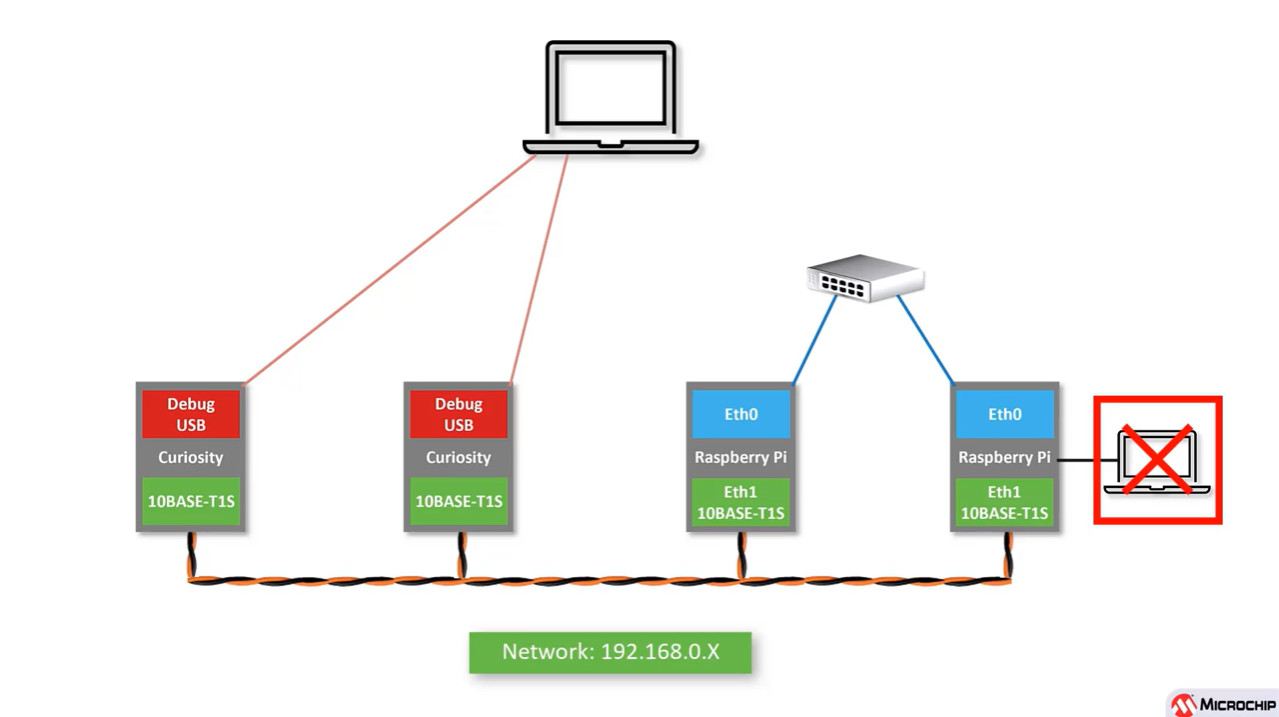 Debug
USB
Curiosity
10BASE-T1S
Debug
USB
Curiosity
10BASE-T1S
Eth0
Raspberry Pi
Eth1
10BASE-T1S
Eth0
Raspberry Pi
Eth1
10BASE-T1S
Network: 192.168.0.X
MICROCHIP